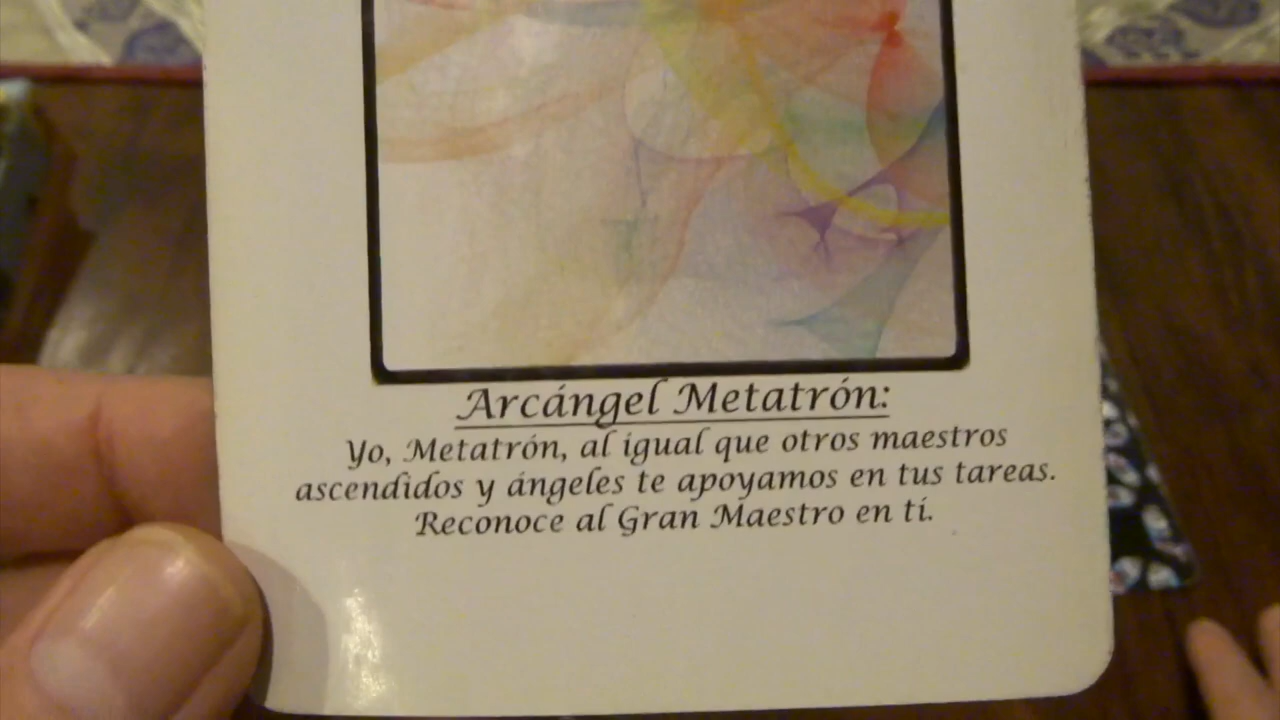 Arcángel Metatrón:
Yo, Metatrón, al igual que otros maestros
ascendidos y ángeles te apoyamos en tus tareas.
Reconoce al Gran Maestro en tí.